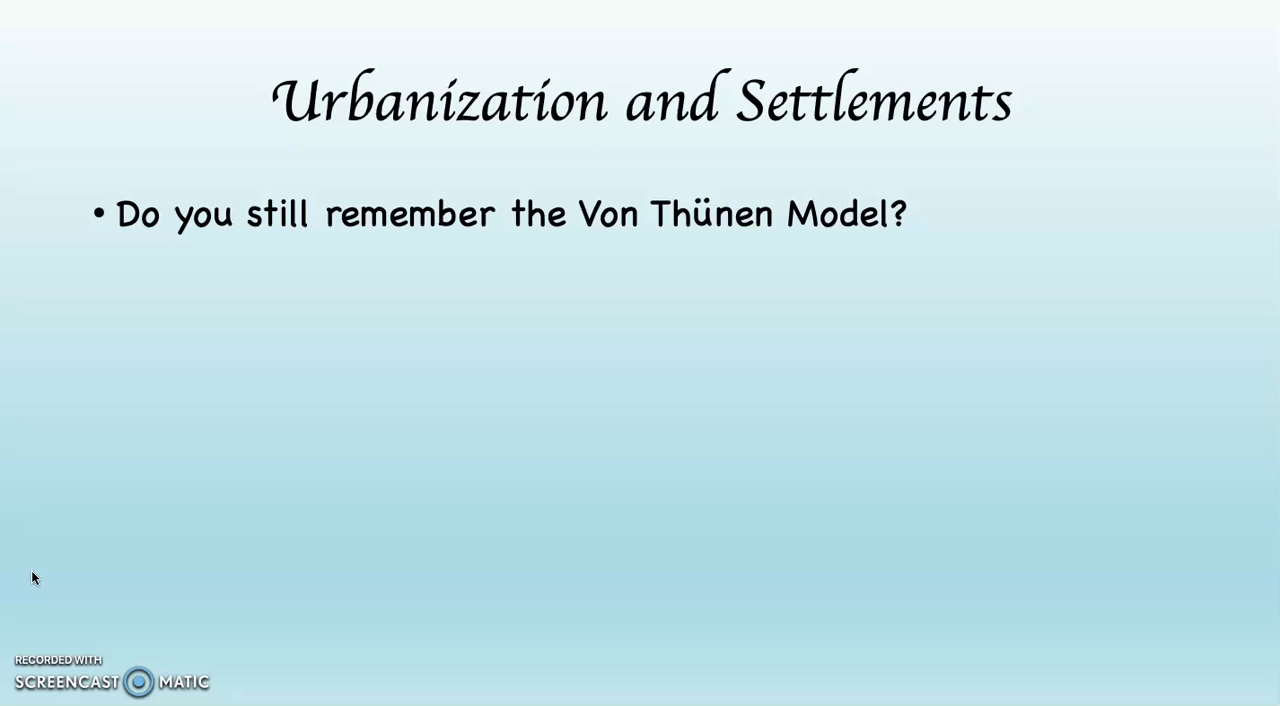 Urbanization and Settlements
• Do you still remember the Von Thünen Model?
RECORDED WITH
SCREENCAST MATIC